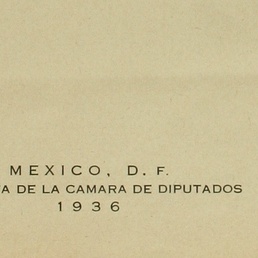 MEXICO, D. F.
A DE LA CAMARA DE DIPUTADOS
1936